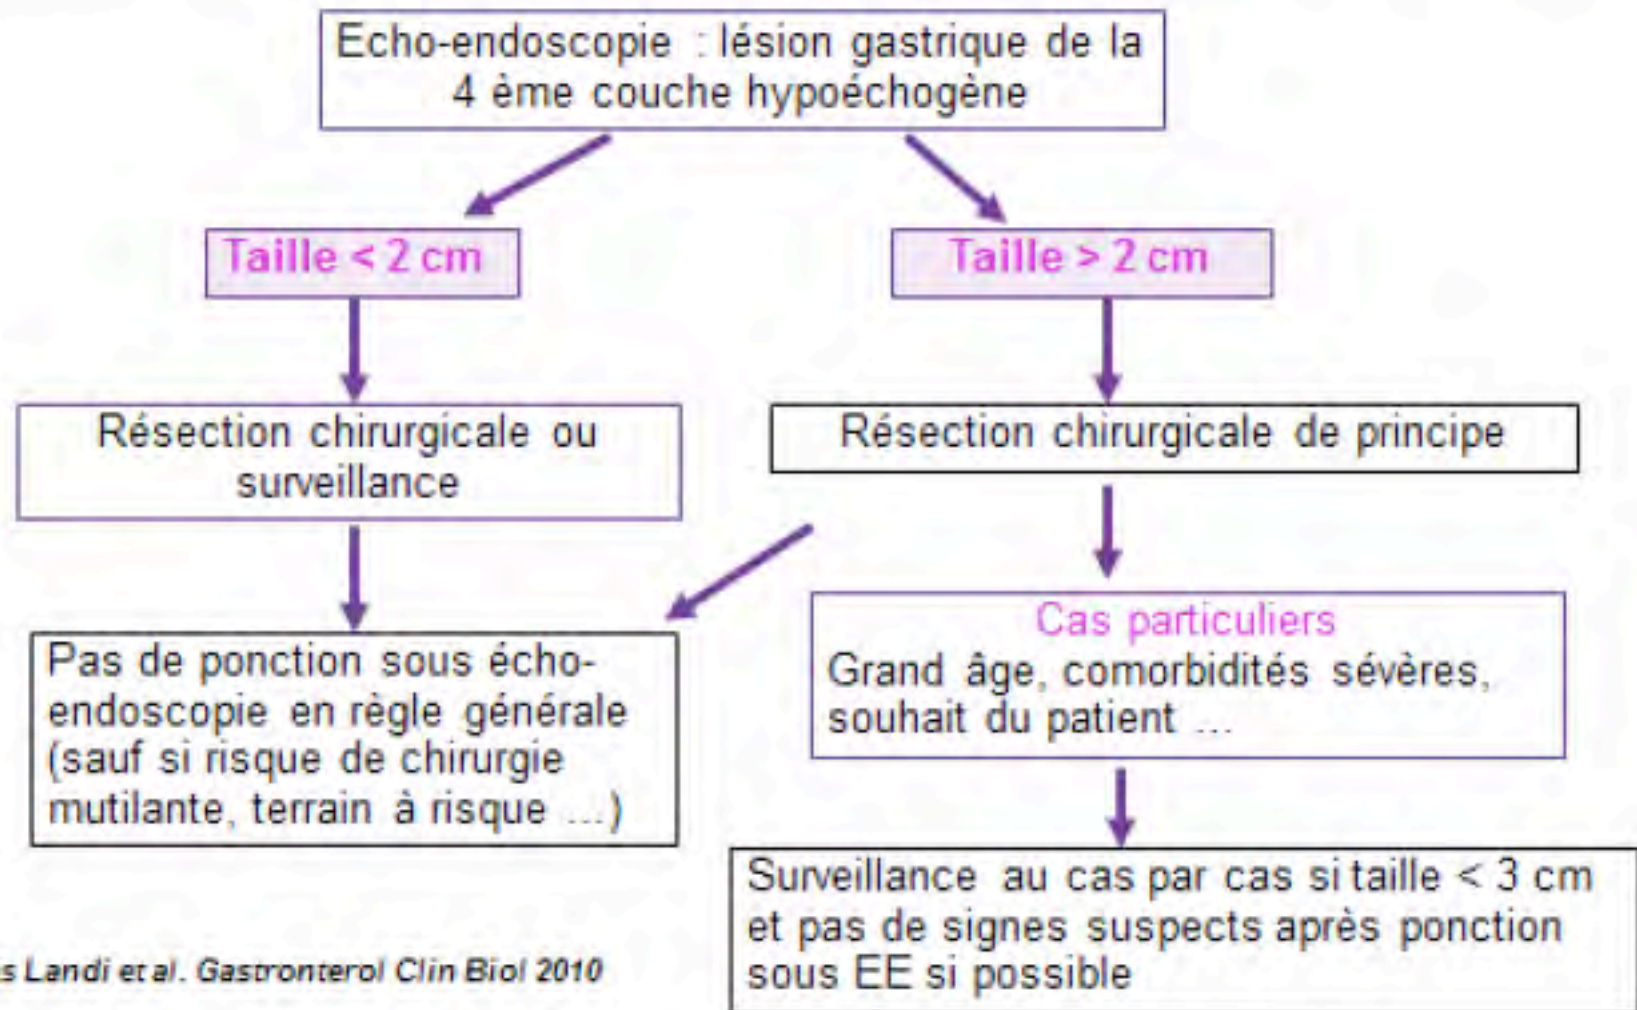 Echo-endoscopie : lésion gastrique de la
4 ème couche hypoéchogène
Taille < 2 cm
Taille > 2 cm
Résection chirurgicale ou
surveillance
Résection chirurgicale de principe
Pas de ponction sous écho-
endoscopie en règle générale
(sauf si risque de chirurgie
mutilante, terrain à risque ...)
Cas particuliers
Grand âge, comorbidités sévères,
souhait du patient ...
Surveillance au cas par cas si taille < 3 cm
et pas de signes suspects après ponction
sous EE si possible
s Landi et al. Gastronterol Clin Biol 2010